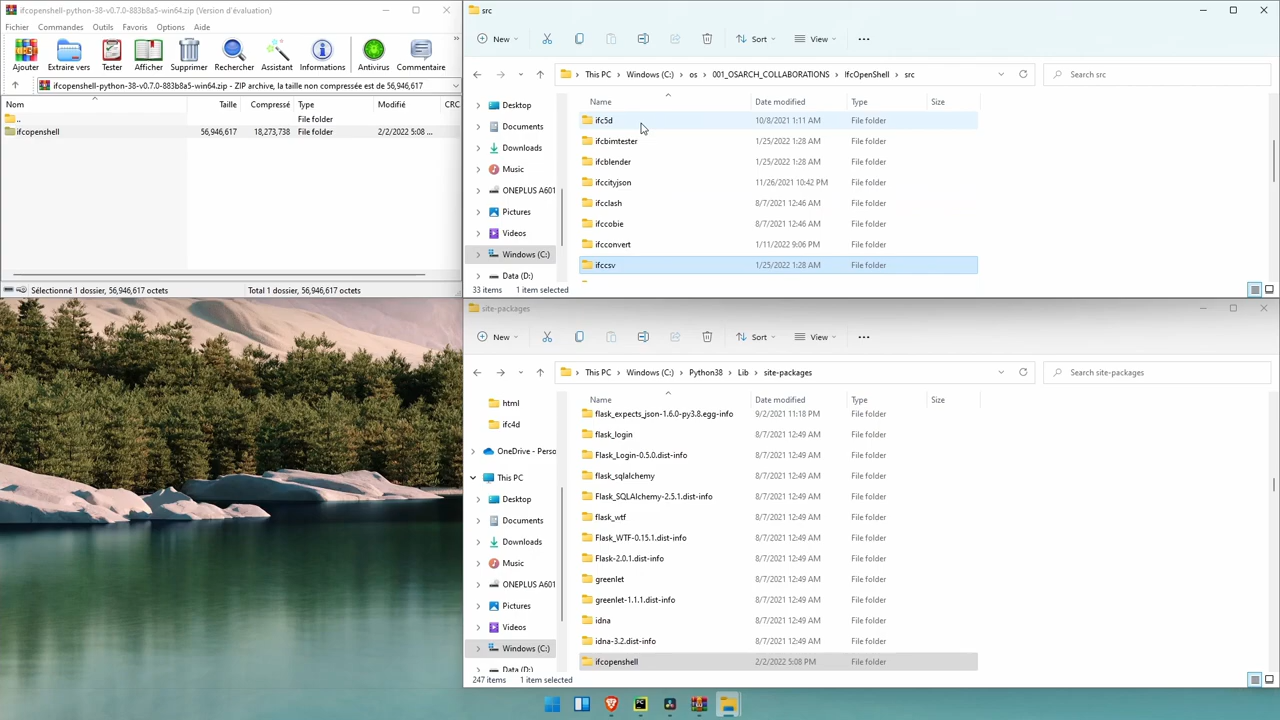 ifcopenshell-python-38-v0.7.0-883b8a5-win64.zip (Version d'évaluation)
Fichier Commandes Outils Favoris Options Aide
Ajouter Extraire vers Tester Afficher Supprimer Rechercher Assistant Informations Antivirus Commentaire
ifcopenshell-python-38-v0.7.0-883b8a5-win64.zip - ZIP archive, la taille non compressée est de 56,946,617
Nom Taille Compressé Type Modifié CRC
.. File folder
ifcopenshell 56,946,617 18,273,738 File folder 2/2/2022 5:08 ...
Sélectionné 1 dossier, 56,946,617 octets Total 1 dossier, 56,946,617 octets
src
New Sort View
This PC Windows (C:) os 001_OSARCH_COLLABORATIONS IfcOpenShell src Search src
Name Date modified Type Size
Desktop
Documents
Downloads
Music
ONEPLUS A601
Pictures
Videos
Windows (C:)
Data (D:)
ifc5d 10/8/2021 1:11 AM File folder
ifcbimtester 1/25/2022 1:28 AM File folder
ifcblender 1/25/2022 1:28 AM File folder
ifccityjson 11/26/2021 10:42 PM File folder
ifcclash 8/7/2021 12:46 AM File folder
ifccobie 8/7/2021 12:46 AM File folder
ifcconvert 1/11/2022 9:06 PM File folder
ifccsv 1/25/2022 1:28 AM File folder
33 items 1 item selected
site-packages
New Sort View
This PC Windows (C:) Python38 Lib site-packages Search site-packages
Name Date modified Type Size
html
ifc4d
OneDrive - Perso
This PC
Desktop
Documents
Downloads
Music
ONEPLUS A601
Pictures
Videos
Windows (C:)
Data (D:)
flask_expects_json-1.6.0-py3.8.egg-info 9/2/2021 11:18 PM File folder
flask_login 8/7/2021 12:49 AM File folder
Flask_Login-0.5.0.dist-info 8/7/2021 12:49 AM File folder
flask_sqlalchemy 8/7/2021 12:49 AM File folder
Flask_SQLAlchemy-2.5.1.dist-info 8/7/2021 12:49 AM File folder
flask_wtf 8/7/2021 12:49 AM File folder
Flask_WTF-0.15.1.dist-info 8/7/2021 12:49 AM File folder
Flask-2.0.1.dist-info 8/7/2021 12:49 AM File folder
greenlet 8/7/2021 12:49 AM File folder
greenlet-1.1.1.dist-info 8/7/2021 12:49 AM File folder
idna 8/7/2021 12:49 AM File folder
idna-3.2.dist-info 8/7/2021 12:49 AM File folder
ifcopenshell 2/2/2022 5:08 PM File folder
247 items 1 item selected